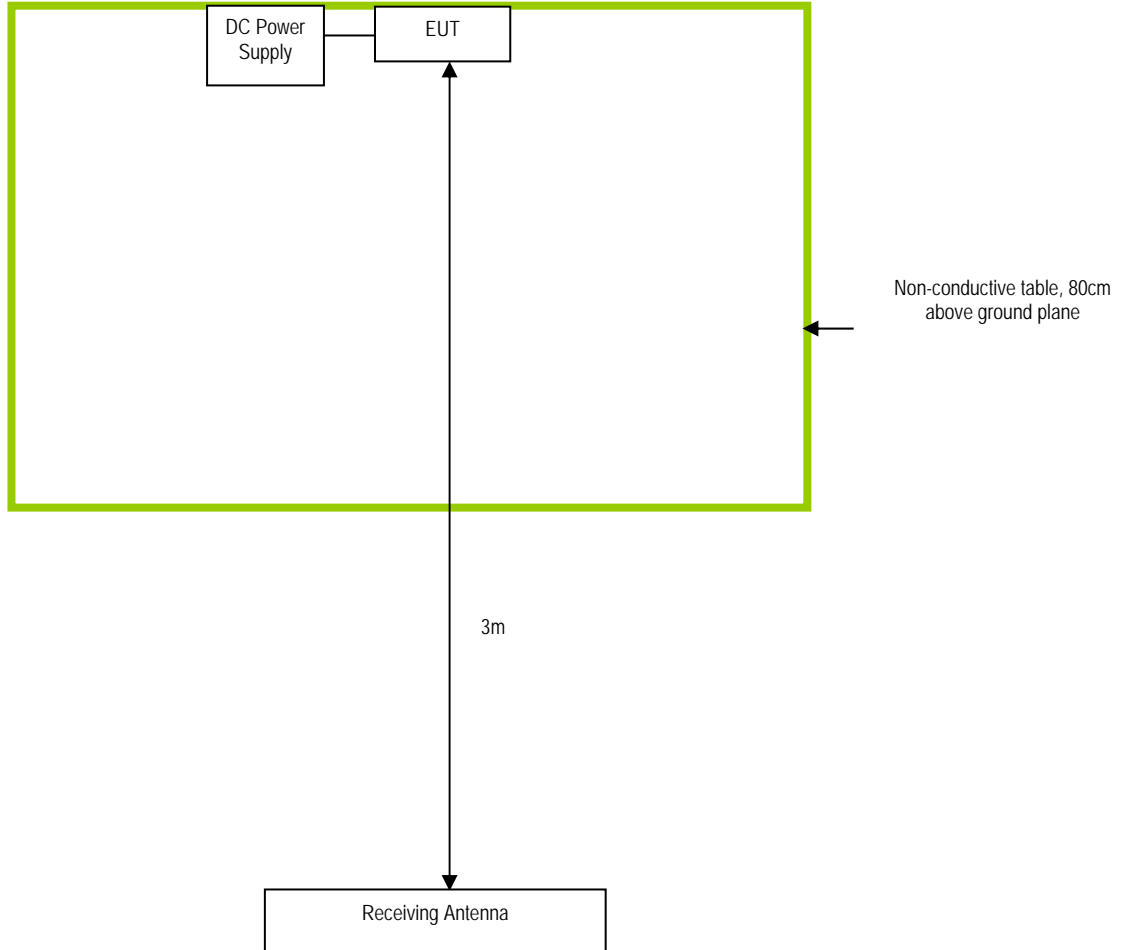 DC Power
Supply
EUT
Non-conductive table, 80cm
above ground plane
3m
Receiving Antenna